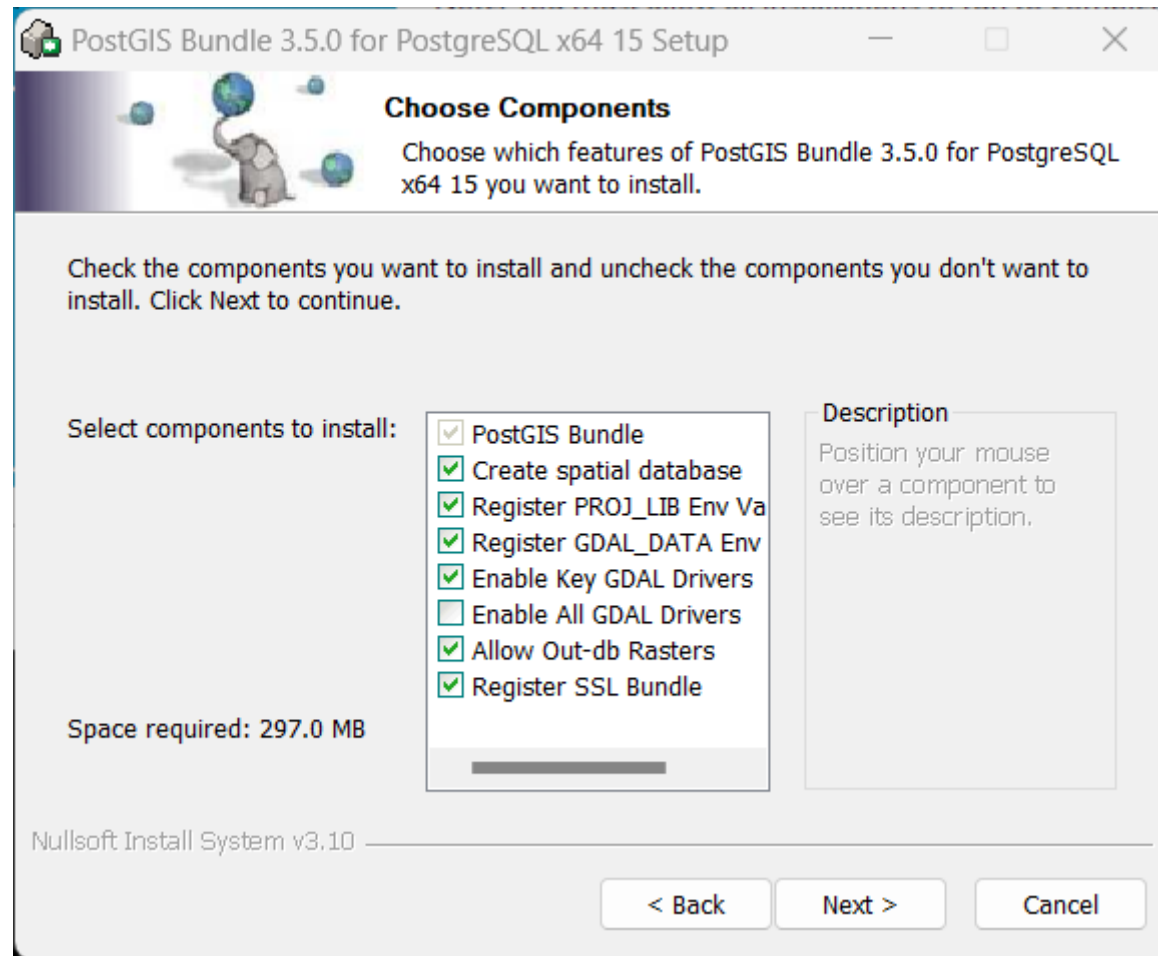 PostGIS Bundle 3.5.0 for PostgreSQL x64 15 Setup
Choose Components
Choose which features of PostGIS Bundle 3.5.0 for PostgreSQL
x64 15 you want to install.
Check the components you want to install and uncheck the components you don't want to
install. Click Next to continue.
Select components to install:
PostGIS Bundle
Create spatial database
Register PROJ_LIB Env Va
Register GDAL_DATA Env
Enable Key GDAL Drivers
Enable All GDAL Drivers
Allow Out-db Rasters
Register SSL Bundle
Description
Position your mouse
over a component to
see its description.
Space required: 297.0 MB
Nullsoft Install System v3.10
< Back
Next >
Cancel